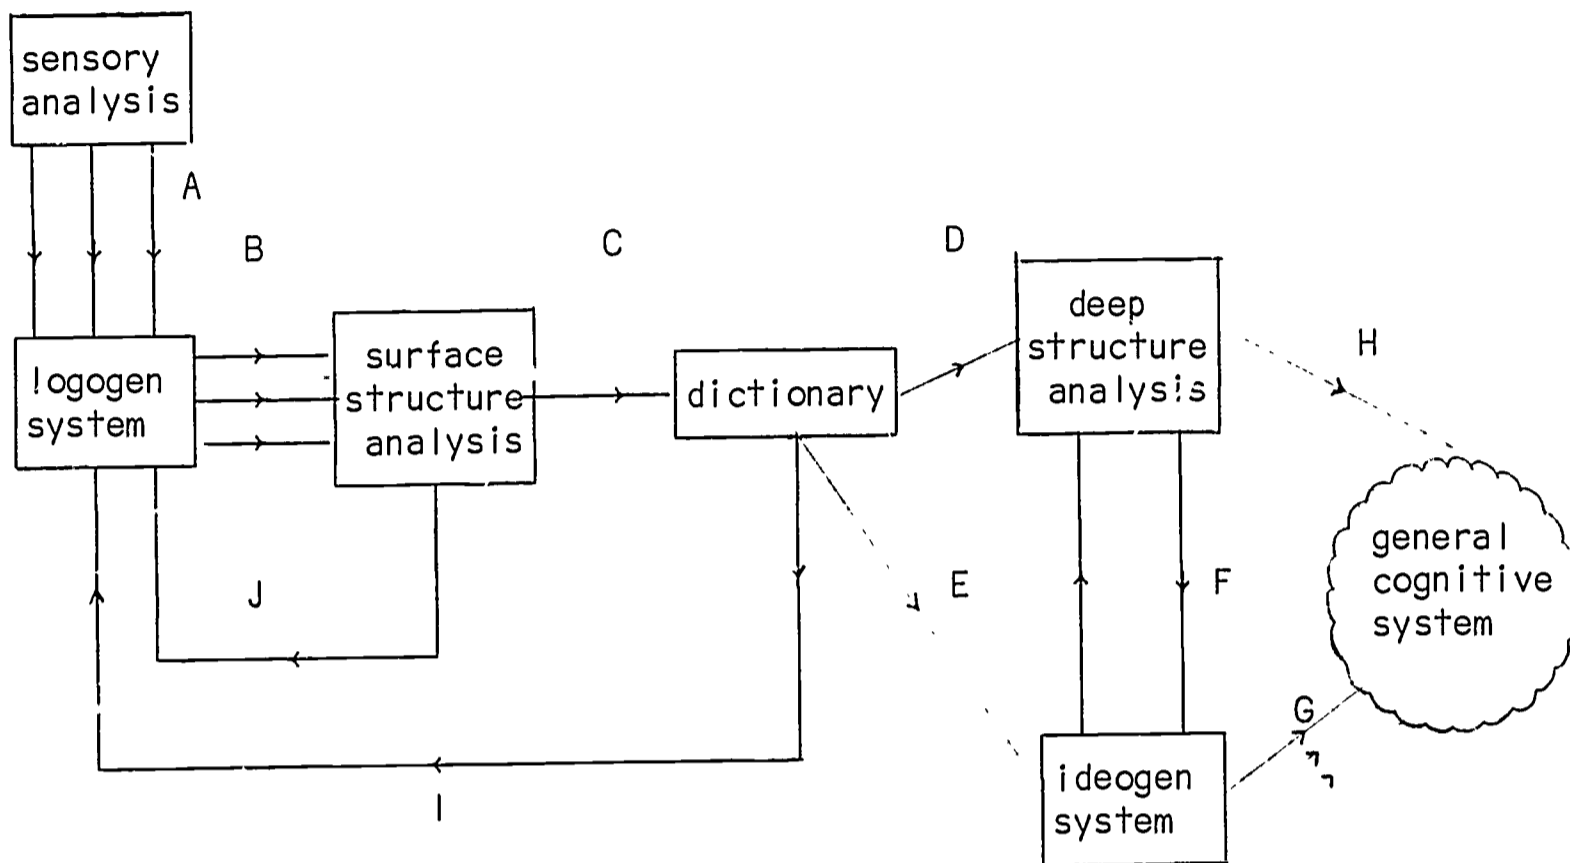 sensory
analysis
A
B
C
D
logogen
system
surface
structure
analysis
dictionary
deep
structure
analysis
H
general
cognitive
system
J
E
F
G
ideogen
system
I